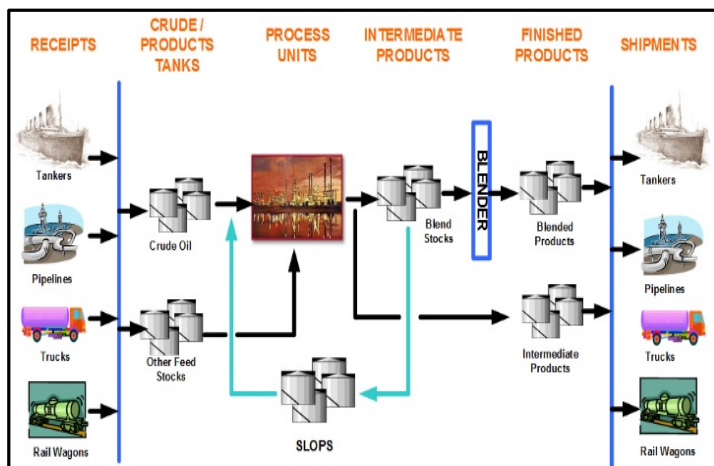 RECEIPTS
CRUDE /
PRODUCTS
TANKS
PROCESS
UNITS
INTERMEDIATE
PRODUCTS
FINISHED
PRODUCTS
SHIPMENTS
Tankers
Pipelines
Trucks
Rail Wagons
Crude Oil
Other Feed
Stocks
SLOPS
Blend
Stocks
BLENDER
Blended
Products
Intermediate
Products
Tankers
Pipelines
Trucks
Rail Wagons